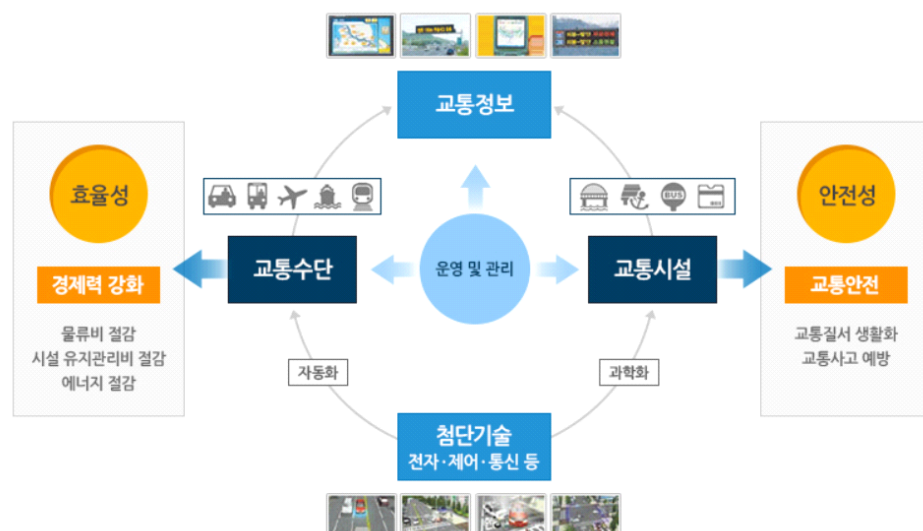 교통정보
효율성
안전성
BUS
BUS
교통수단
운영 및 관리
교통시설
경제력 강화
교통안전
물류비 절감
시설 유지관리비 절감
에너지 절감
교통질서 생활화
교통사고 예방
자동화
과학화
첨단기술
전자·제어·통신 등